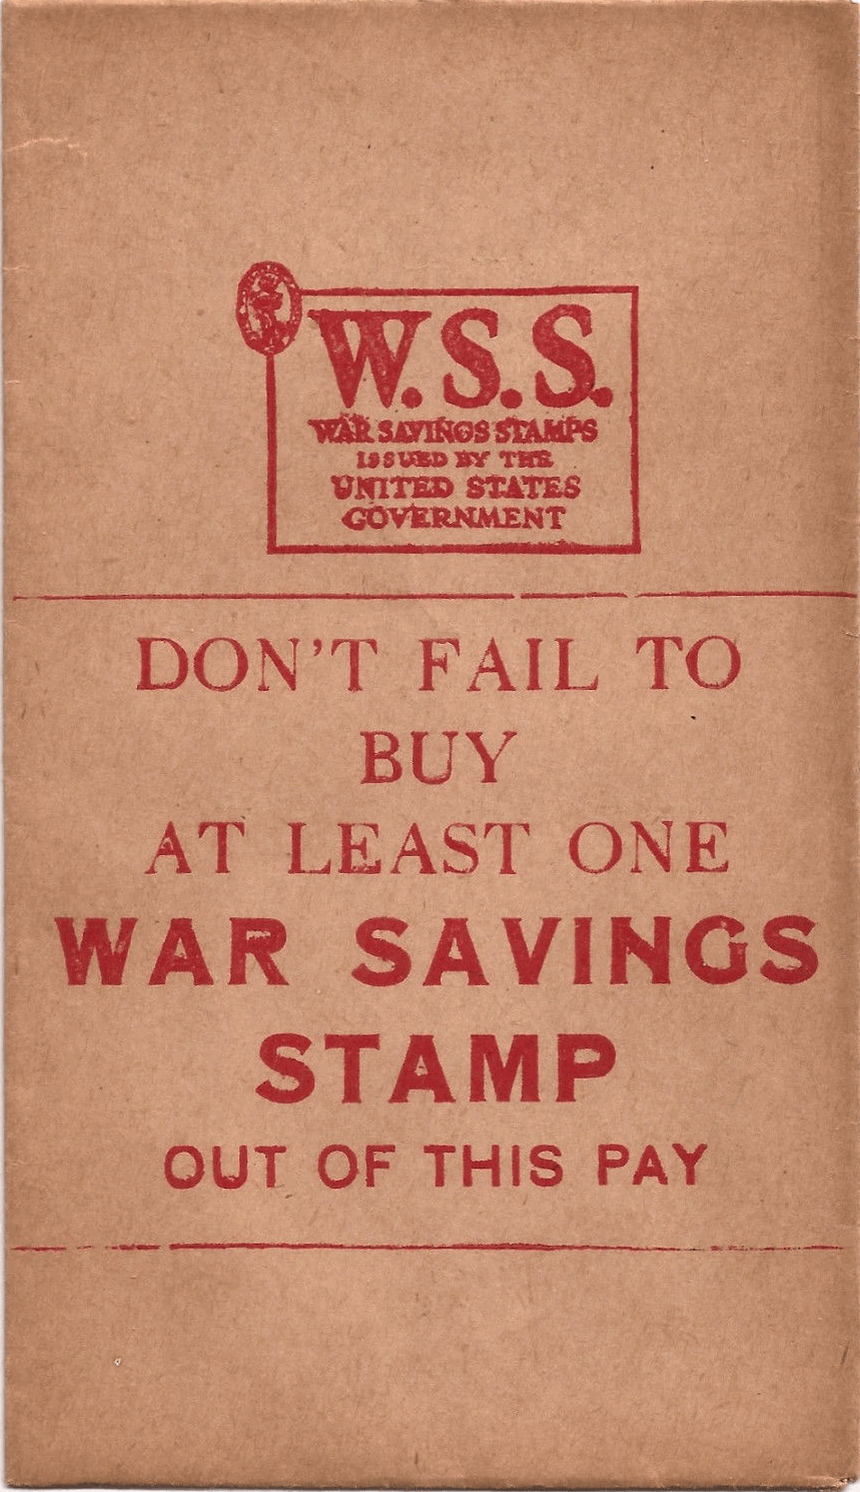 W.S.S.
WAR SAVINGS STAMPS
ISSUED BY THE
UNITED STATES
GOVERNMENT
DON'T FAIL TO
BUY
AT LEAST ONE
WAR SAVINGS
STAMP
OUT OF THIS PAY